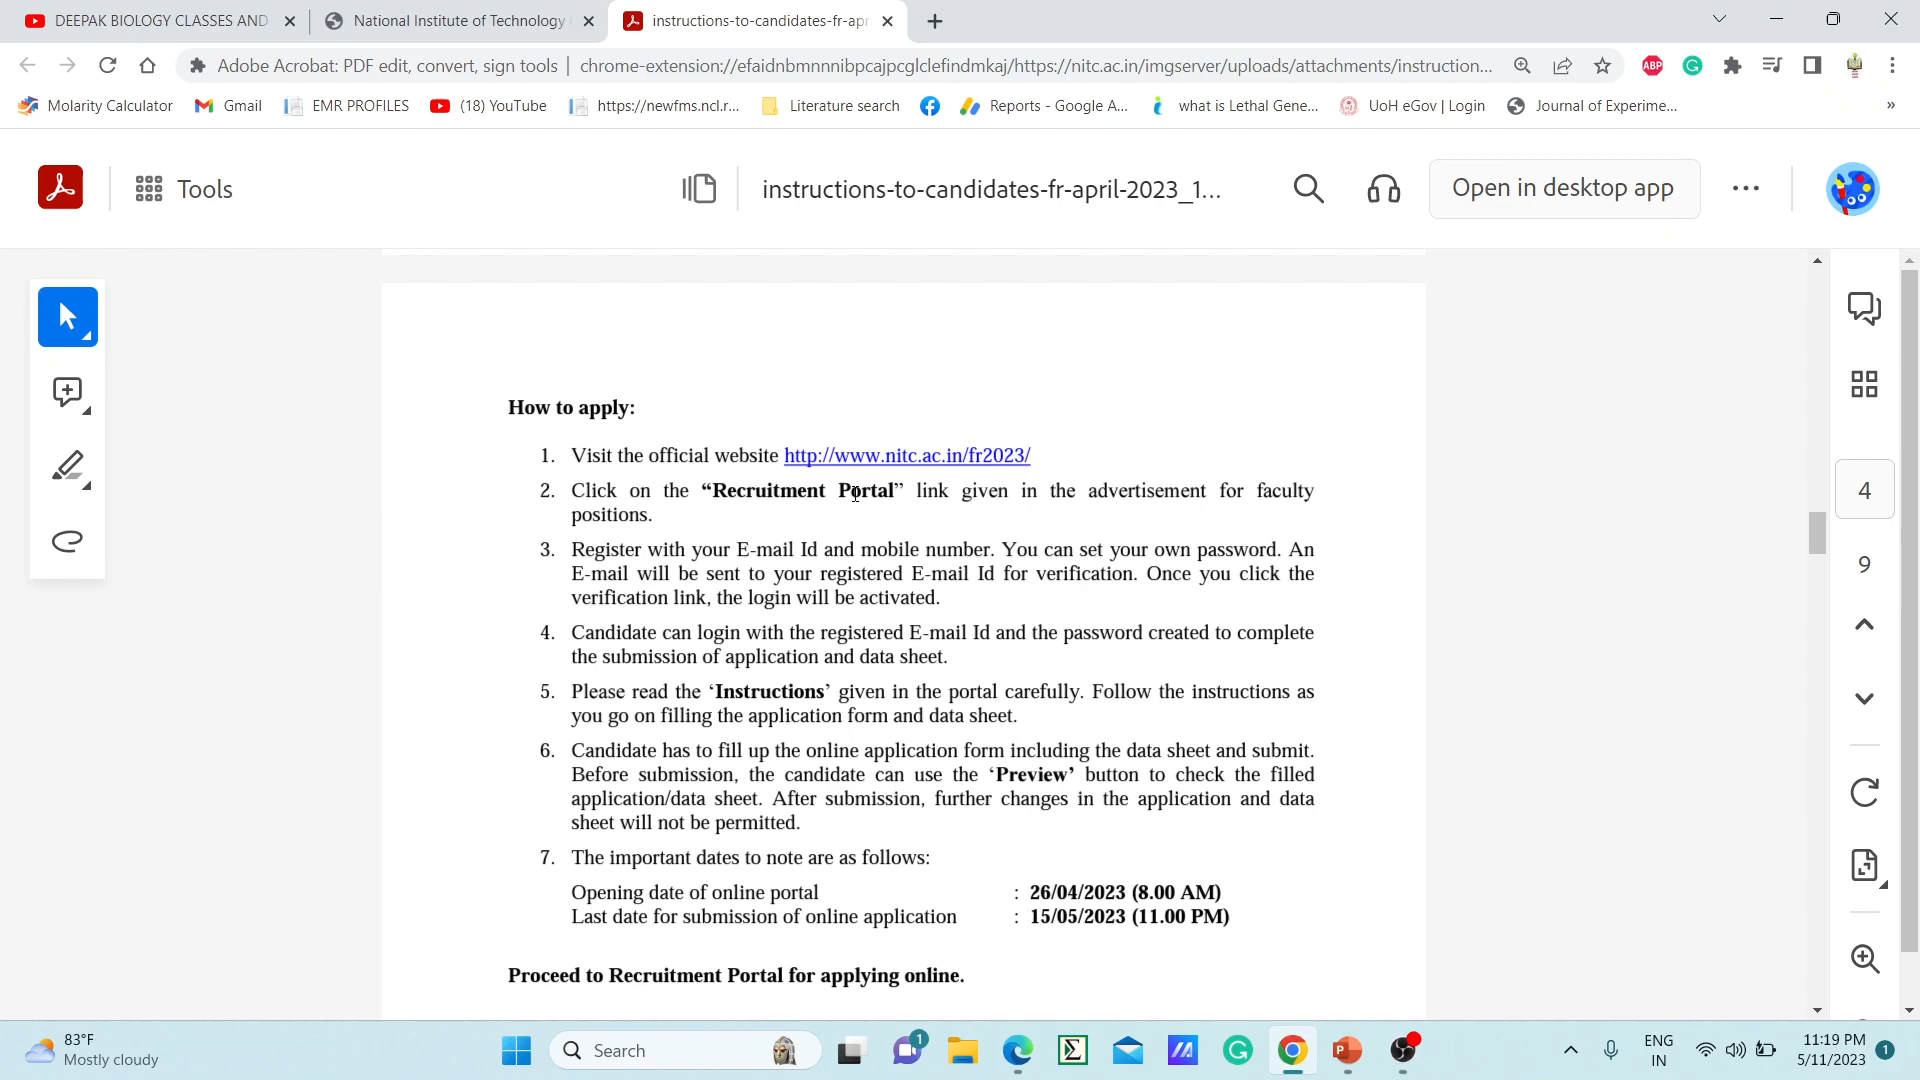 DEEPAK BIOLOGY CLASSES AND
National Institute of Technology
instructions-to-candidates-fr-apr
Adobe Acrobat: PDF edit, convert, sign tools | chrome-extension://efaidnbmnnnibpcajpcglclefindmkaj/https://nitc.ac.in/imgserver/uploads/attachments/instruction...
ABP
Molarity Calculator
Gmail
EMR PROFILES
(18) YouTube
https://newfms.ncl.r...
Literature search
Reports - Google A...
what is Lethal Gene...
UoH eGov | Login
Journal of Experime...
»
Tools
instructions-to-candidates-fr-april-2023_1...
Open in desktop app
How to apply:
1. Visit the official website http://www.nitc.ac.in/fr2023/
2. Click on the “Recruitment Portal” link given in the advertisement for faculty
positions.
3. Register with your E-mail Id and mobile number. You can set your own password. An
E-mail will be sent to your registered E-mail Id for verification. Once you click the
verification link, the login will be activated.
4. Candidate can login with the registered E-mail Id and the password created to complete
the submission of application and data sheet.
5. Please read the ‘Instructions’ given in the portal carefully. Follow the instructions as
you go on filling the application form and data sheet.
6. Candidate has to fill up the online application form including the data sheet and submit.
Before submission, the candidate can use the ‘Preview’ button to check the filled
application/data sheet. After submission, further changes in the application and data
sheet will not be permitted.
7. The important dates to note are as follows:
Opening date of online portal : 26/04/2023 (8.00 AM)
Last date for submission of online application : 15/05/2023 (11.00 PM)
Proceed to Recruitment Portal for applying online.
4
9
83°F
Mostly cloudy
Search
1
ENG
IN
11:19 PM
5/11/2023
1